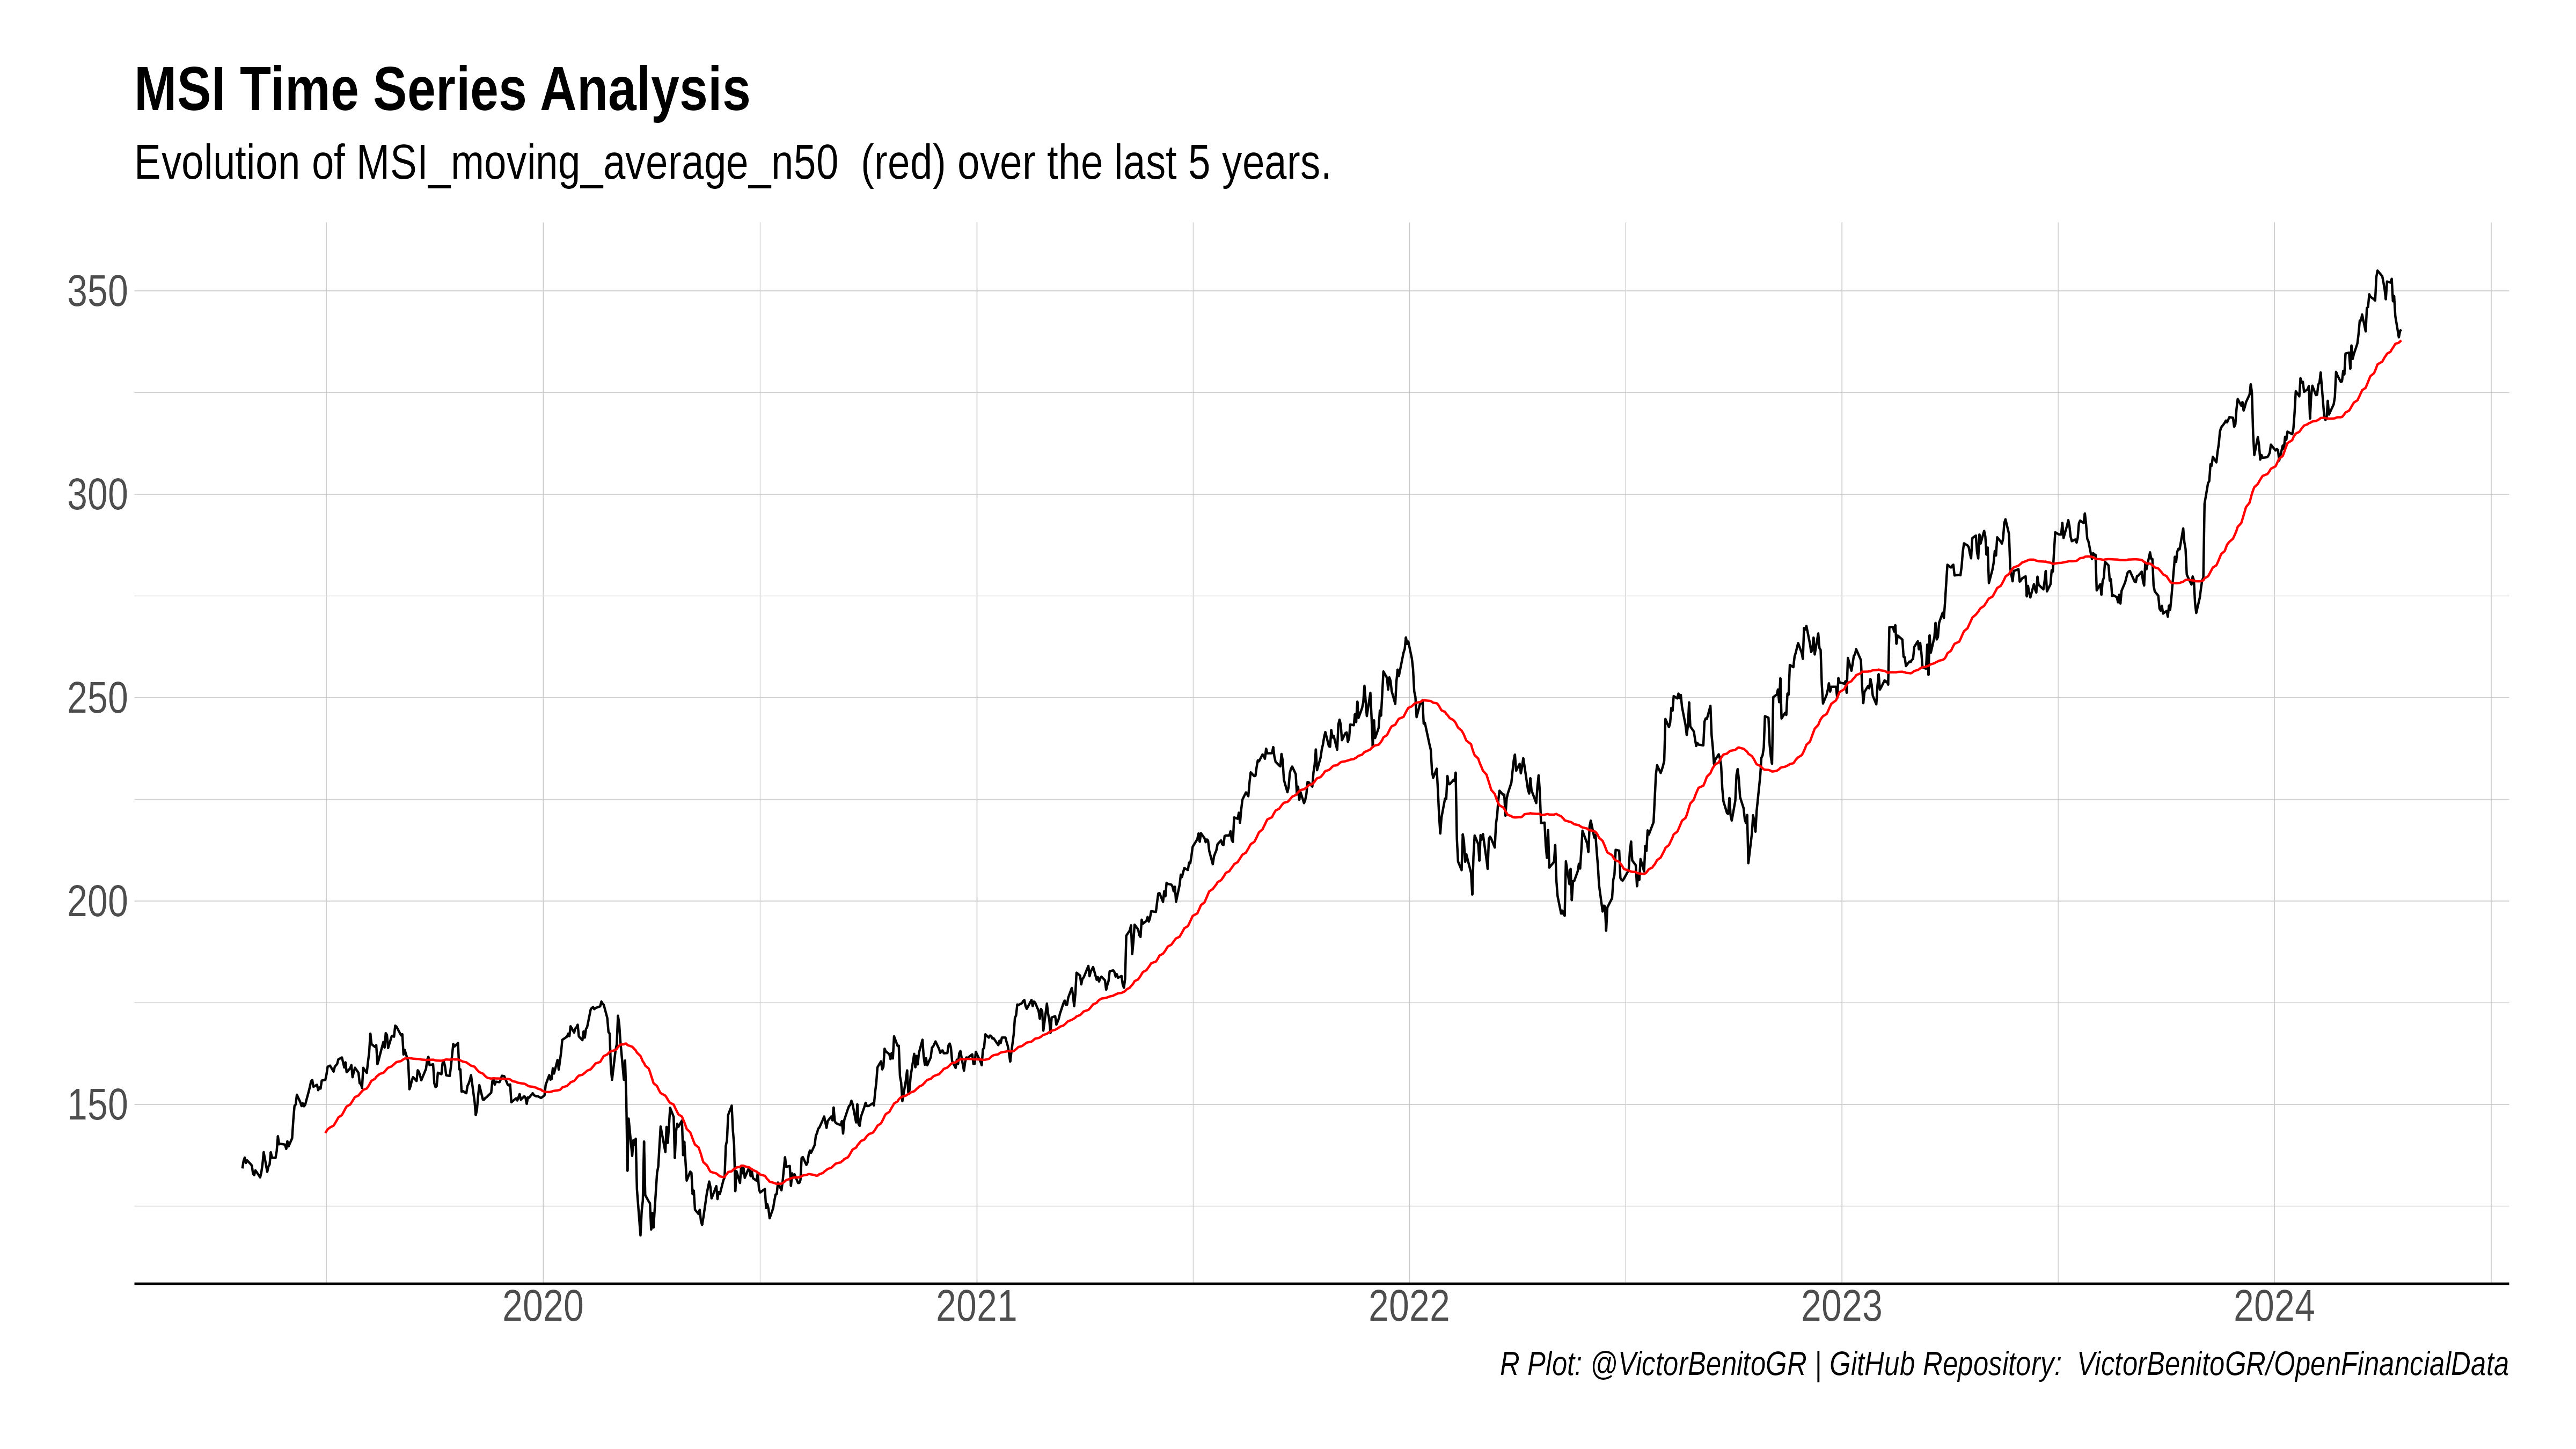 MSI Time Series Analysis
Evolution of MSI_moving_average_n50  (red) over the last 5 years.
350
300
250
200
150
2020 2021 2022 2023 2024
R Plot: @VictorBenitoGR | GitHub Repository:  VictorBenitoGR/OpenFinancialData